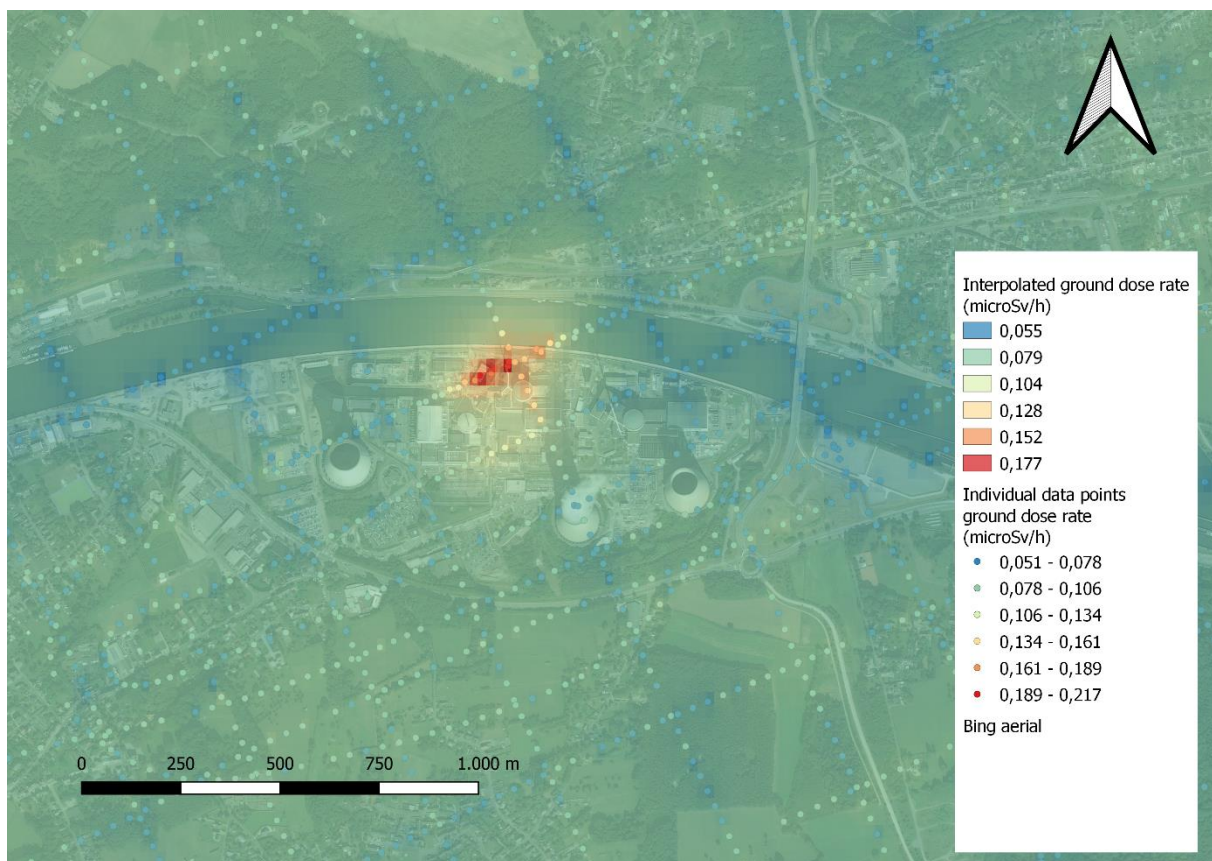 Interpolated ground dose rate
(microSv/h)
0,055
0,079
0,104
0,128
0,152
0,177
Individual data points
ground dose rate
(microSv/h)
0,051 - 0,078
0,078 - 0,106
0,106 - 0,134
0,134 - 0,161
0,161 - 0,189
0,189 - 0,217
Bing aerial
0 250 500 750 1.000 m